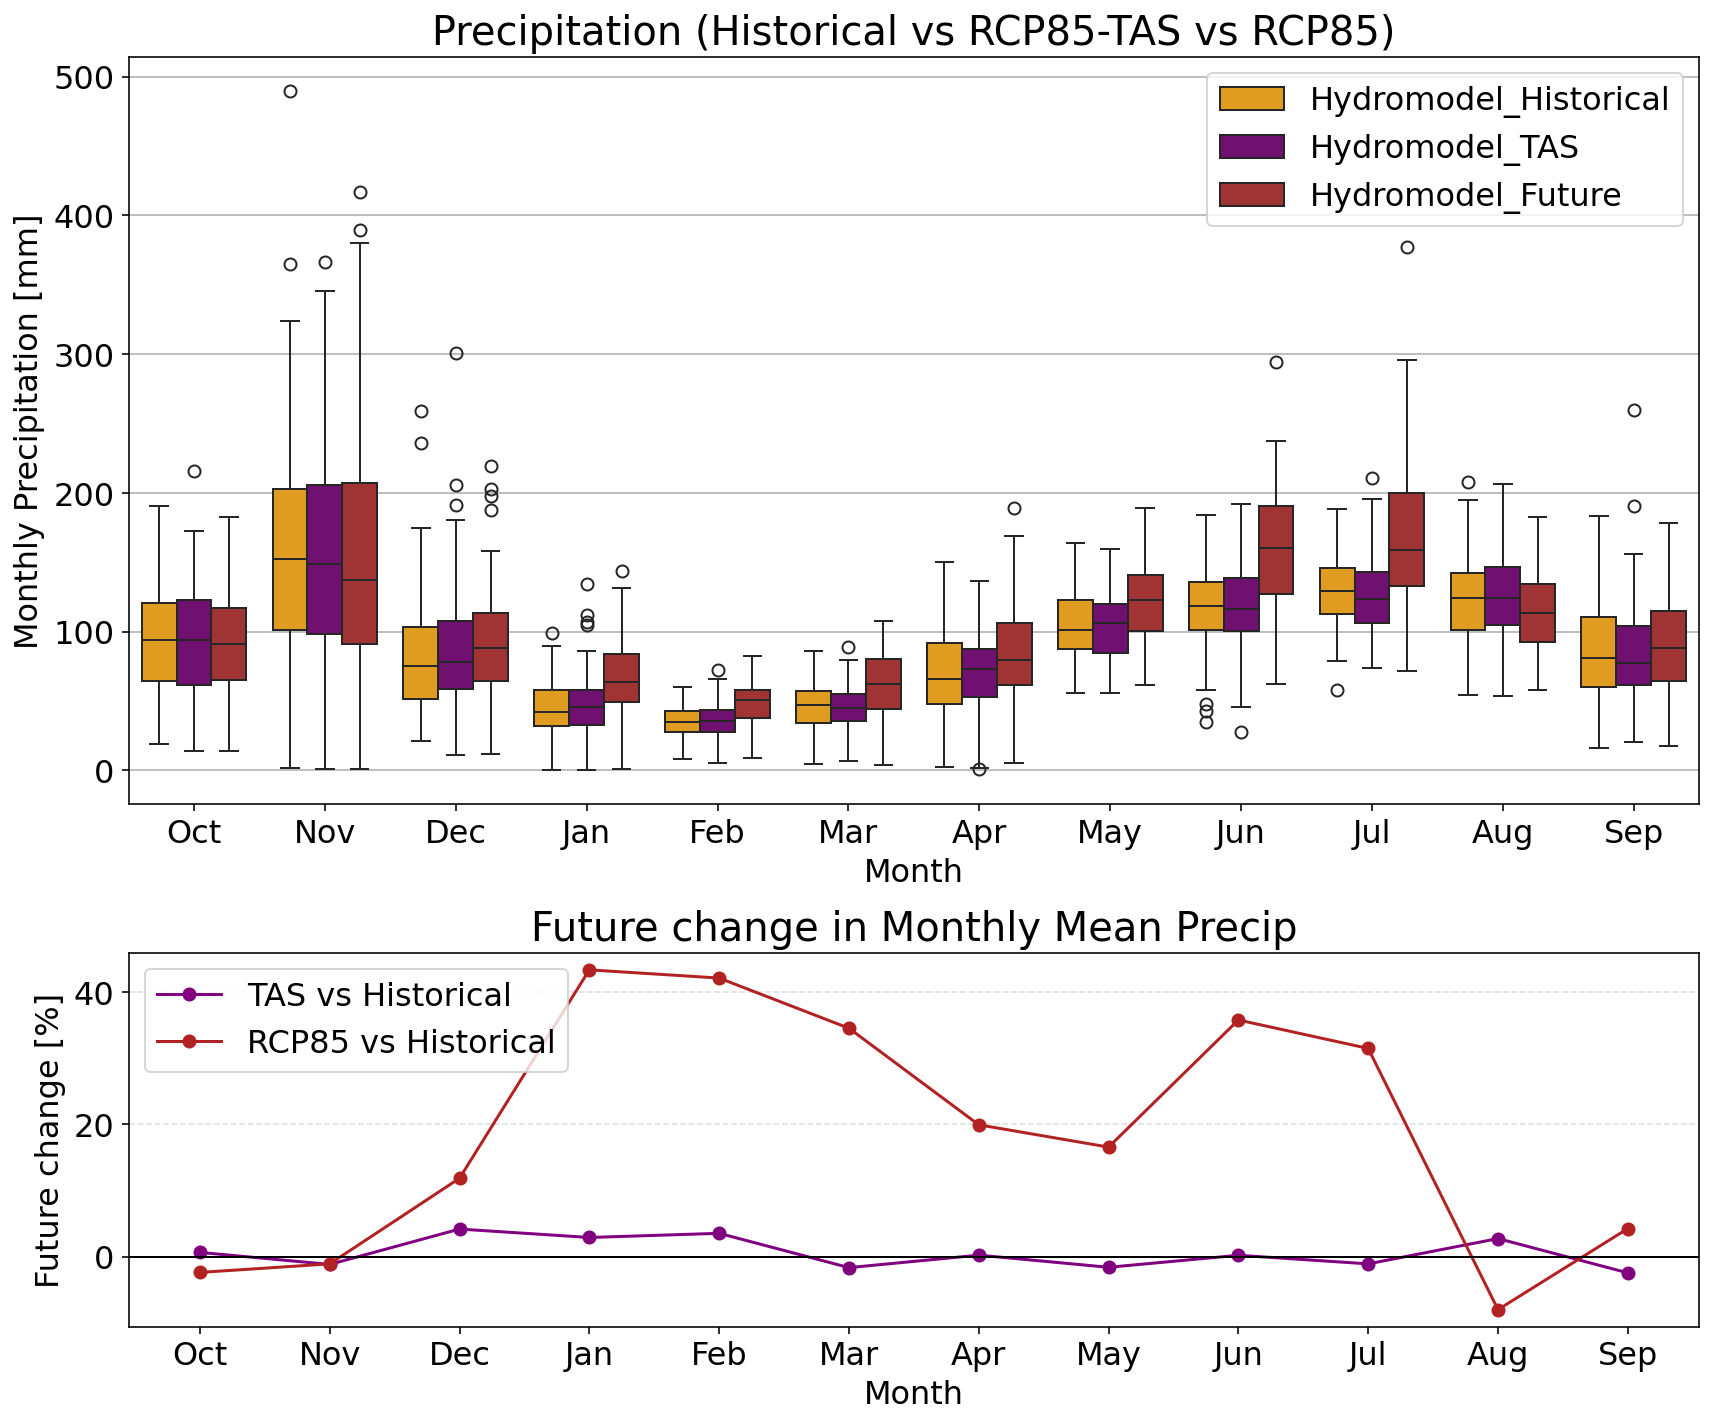 Precipitation (Historical vs RCP85-TAS vs RCP85)
Monthly Precipitation [mm]
500
400
300
200
100
0
Hydromodel_Historical
Hydromodel_TAS
Hydromodel_Future
Oct Nov Dec Jan Feb Mar Apr May Jun Jul Aug Sep
Month
Future change in Monthly Mean Precip
Future change [%]
40
20
0
TAS vs Historical
RCP85 vs Historical
Oct Nov Dec Jan Feb Mar Apr May Jun Jul Aug Sep
Month